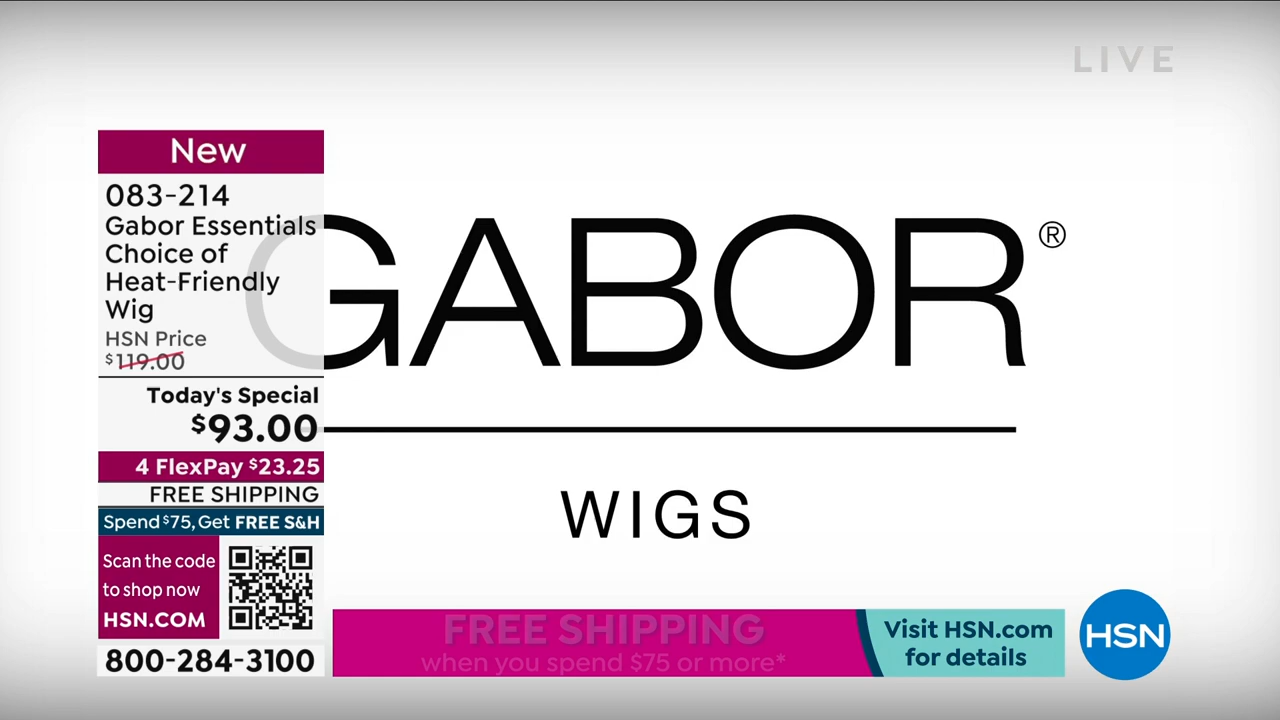 LIVE
New
083-214
Gabor Essentials
Choice of
Heat-Friendly
Wig
HSN Price
$119.00
Today's Special
$93.00
4 FlexPay $23.25
FREE SHIPPING
Spend $75, Get FREE S&H
Scan the code
to shop now
HSN.COM
800-284-3100
GABOR®
WIGS
FREE SHIPPING
when you spend $75 or more*
Visit HSN.com
for details
HSN